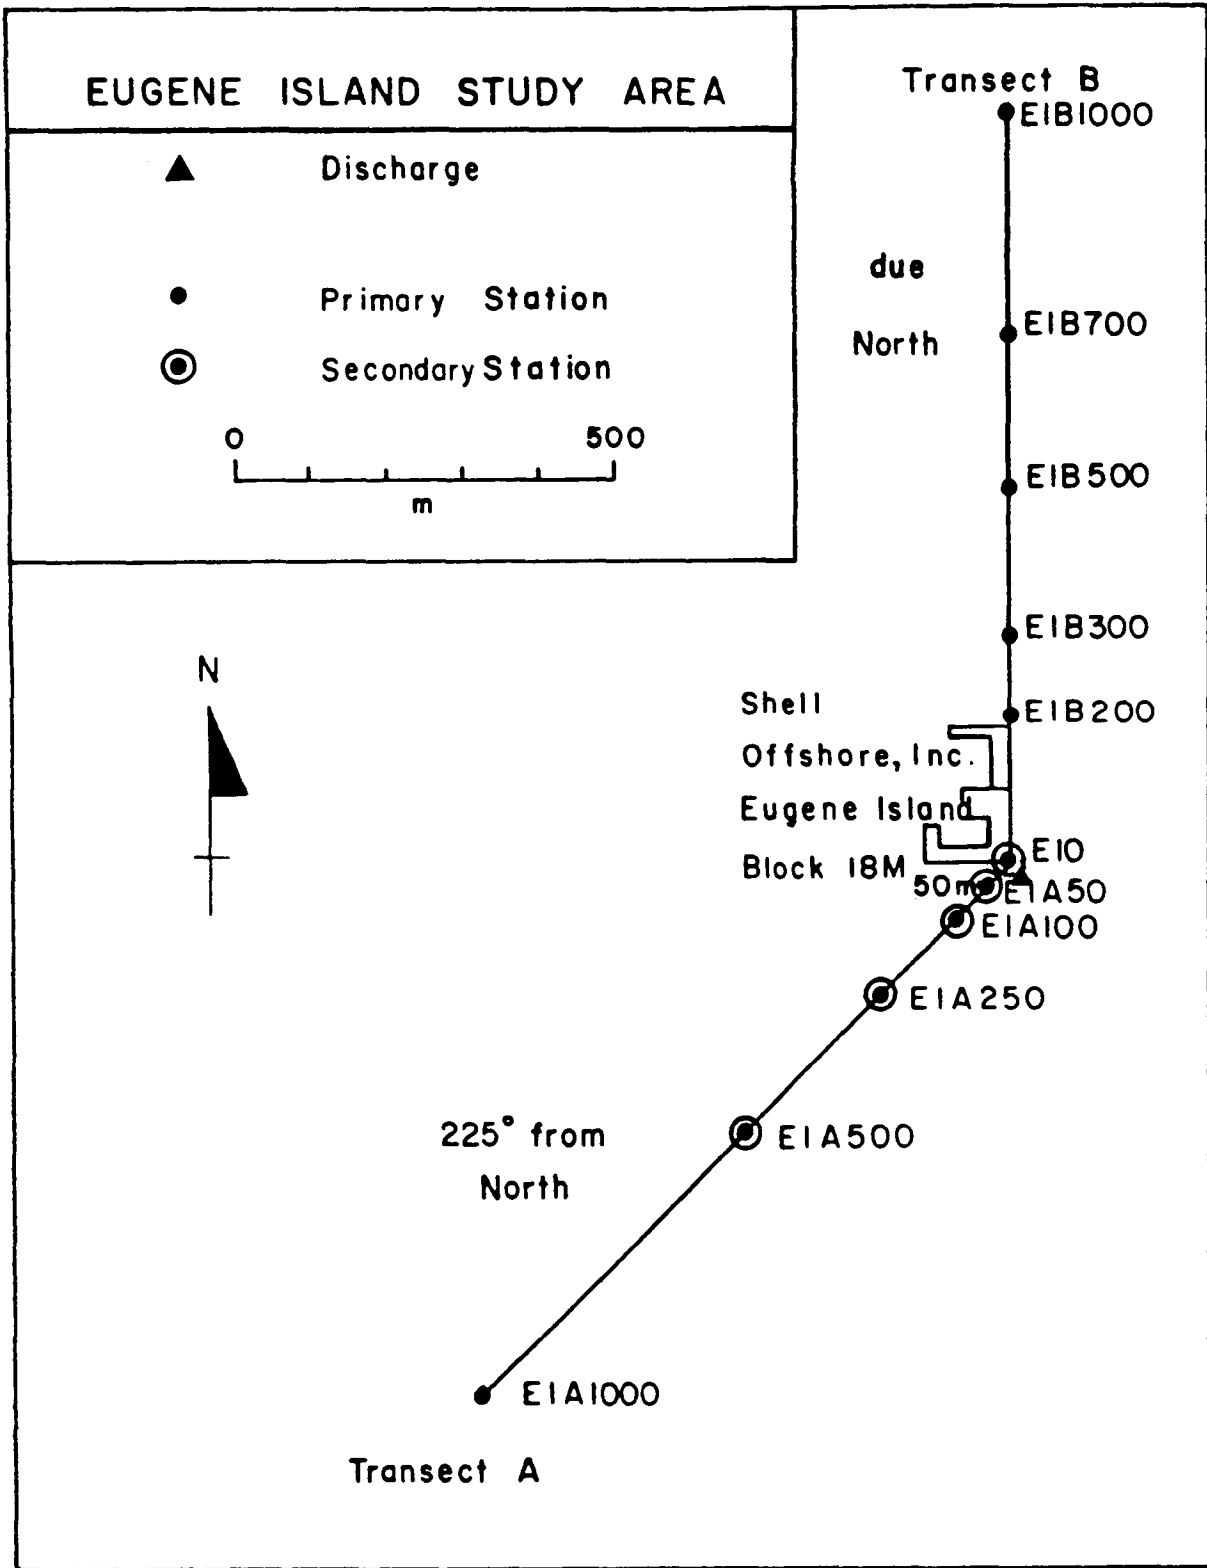 EUGENE ISLAND STUDY AREA
Discharge
Primary Station
Secondary Station
0 500
m
Transect B
EIB1000
due
North
EIB700
EIB500
EIB300
EIB200
N
Shell
Offshore, Inc.
Eugene Island
Block 18M
EI0
50m
EIA50
EIA100
EIA250
EIA500
225° from
North
EIA1000
Transect A